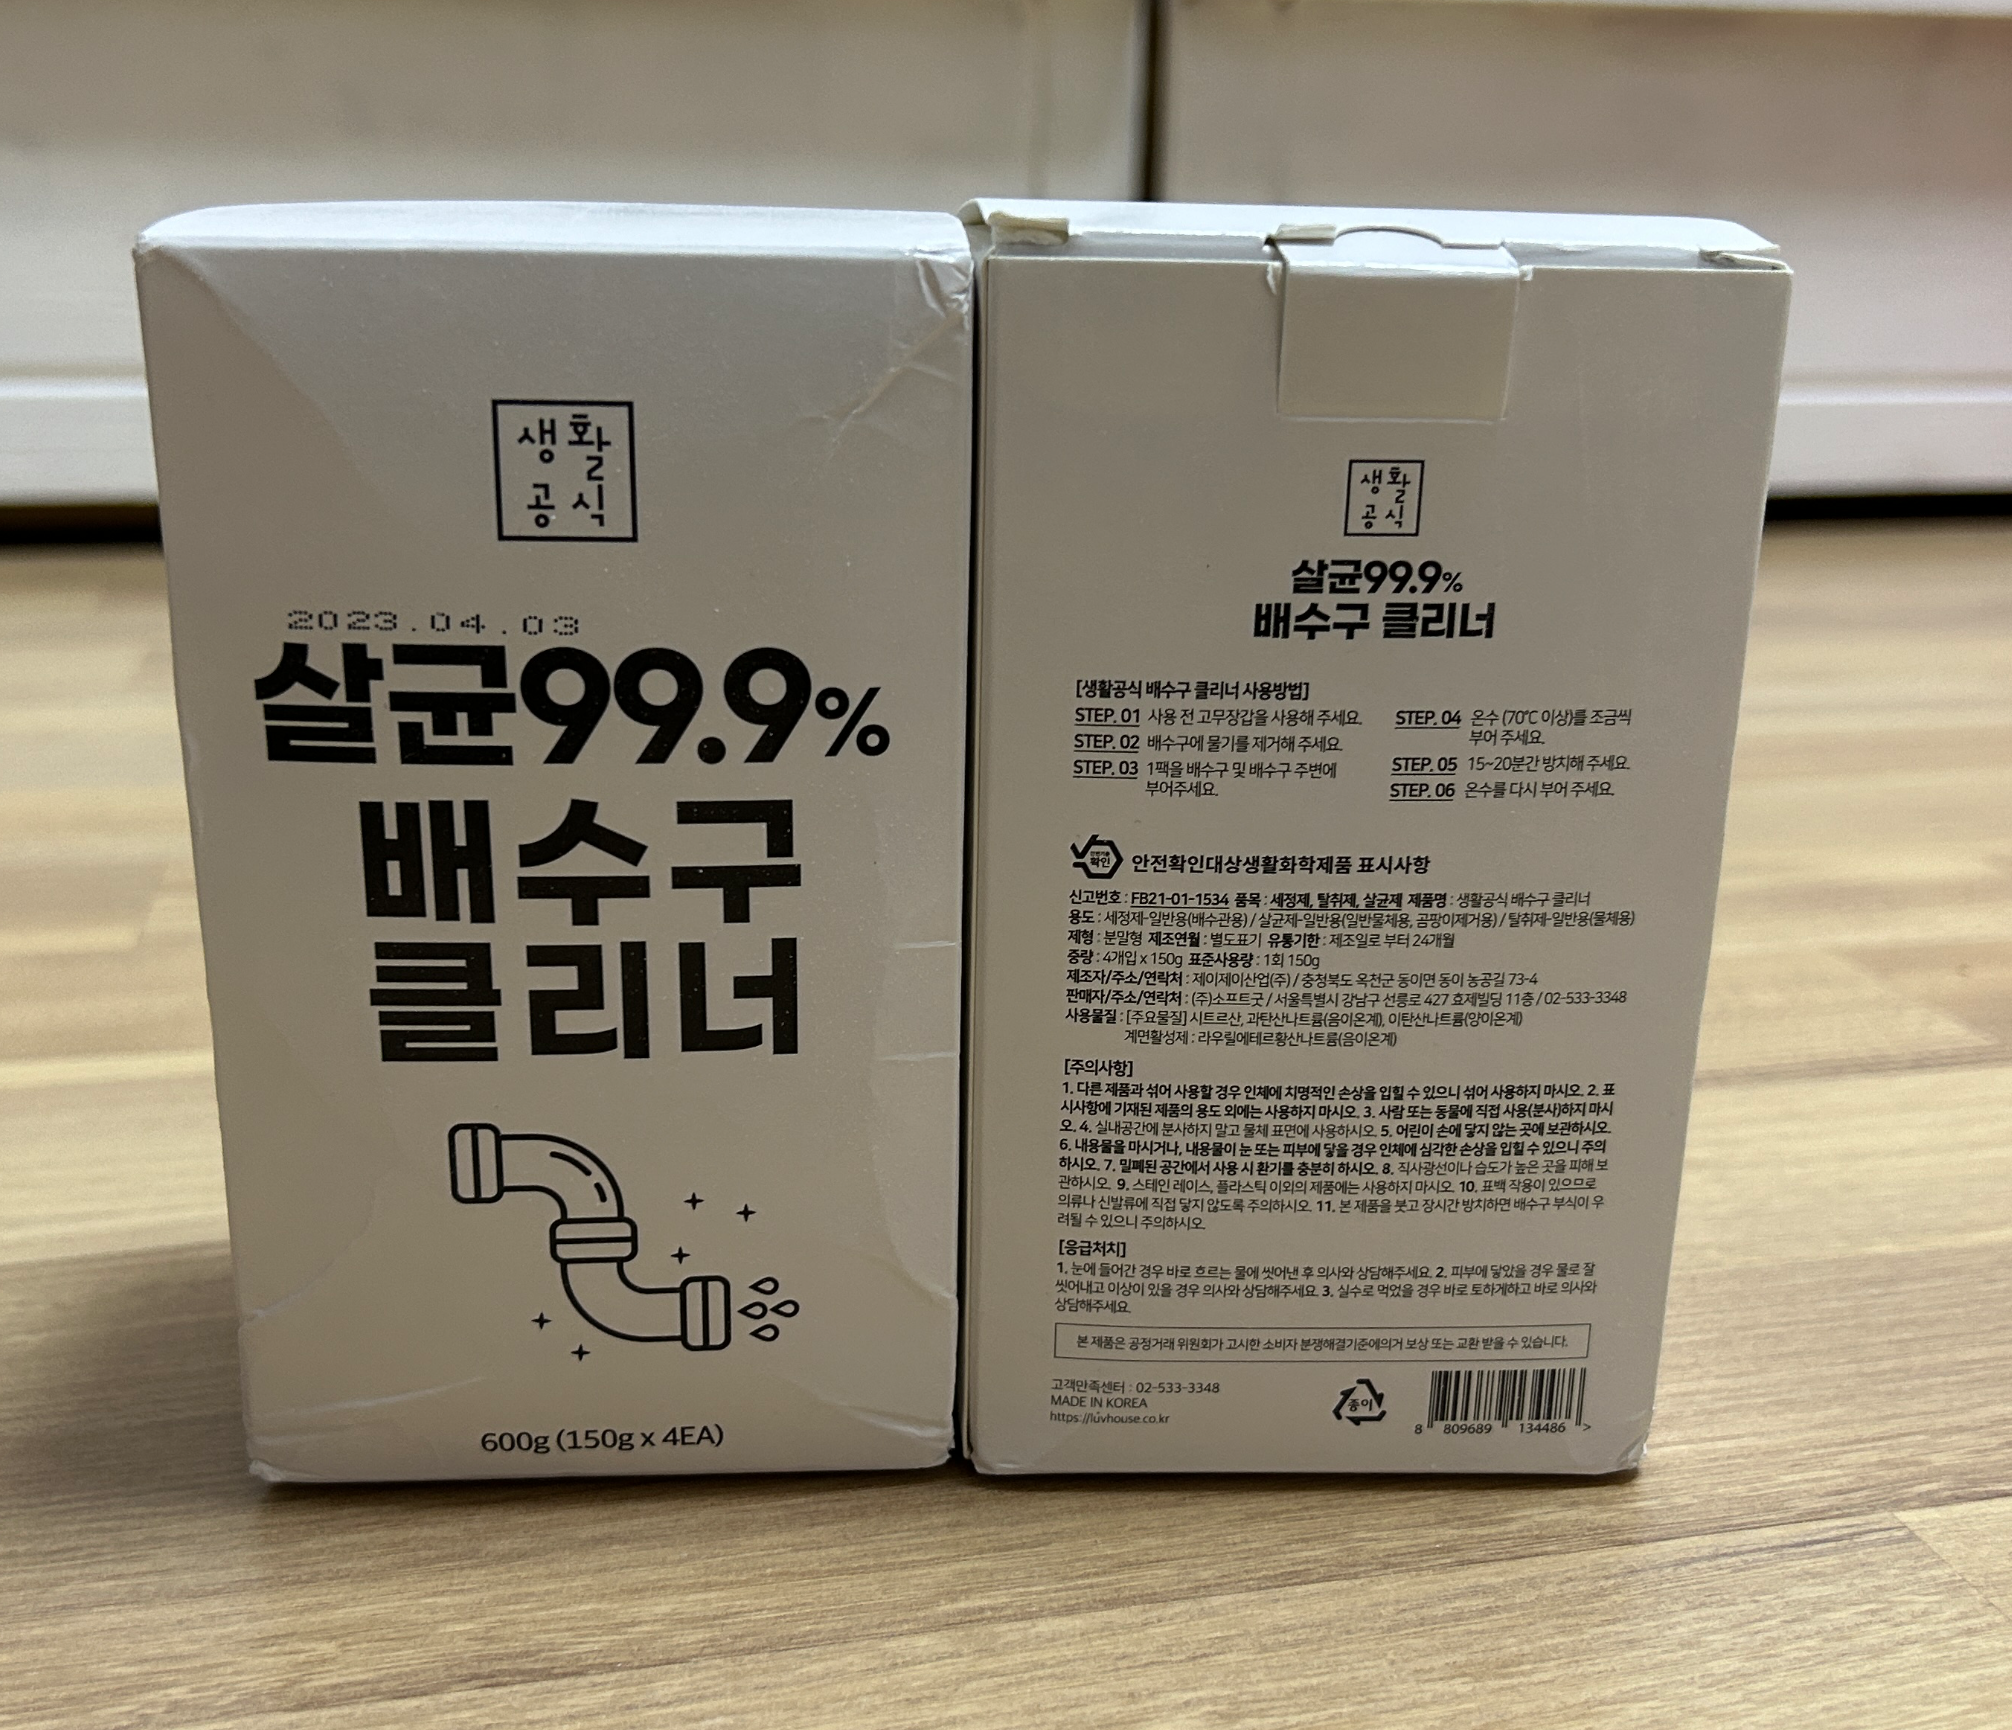 생활
공식
2023.04.03
살균99.9%
배수구
클리너
600g (150g x 4EA)
생활
공식
살균99.9%
배수구 클리너
[생활공식 배수구 클리너 사용방법]
STEP. 01 사용 전 고무장갑을 사용해 주세요.
STEP. 02 배수구에 물기를 제거해 주세요.
STEP. 03 1팩을 배수구 및 배수구 주변에
부어주세요.
STEP. 04 온수 (70℃ 이상)를 조금씩
부어 주세요.
STEP. 05 15~20분간 방치해 주세요.
STEP. 06 온수를 다시 부어 주세요.
확인
안전확인대상생활화학제품 표시사항
신고번호 : FB21-01-1534 품목 : 세정제, 탈취제, 살균제 제품명 : 생활공식 배수구 클리너
용도 : 세정제-일반용(배수관용) / 살균제-일반용(일반물체용, 곰팡이제거용) / 탈취제-일반용(물체용)
제형 : 분말형 제조연월 : 별도표기 유통기한 : 제조일로 부터 24개월
중량 : 4개입 x 150g 표준사용량 : 1회 150g
제조자/주소/연락처 : 제이제이산업(주) / 충청북도 옥천군 동이면 동이 농공길 73-4
판매자/주소/연락처 : (주)소프트굿 / 서울특별시 강남구 선릉로 427 효제빌딩 11층 / 02-533-3348
사용물질 : [주요물질] 시트르산, 과탄산나트륨(음이온계), 이탄산나트륨(양이온계)
계면활성제 : 라우릴에테르황산나트륨(음이온계)
[주의사항]
1. 다른 제품과 섞어 사용할 경우 인체에 치명적인 손상을 입힐 수 있으니 섞어 사용하지 마시오. 2. 표
시사항에 기재된 제품의 용도 외에는 사용하지 마시오. 3. 사람 또는 동물에 직접 사용(분사)하지 마시
오. 4. 실내공간에 분사하지 말고 물체 표면에 사용하시오. 5. 어린이 손에 닿지 않는 곳에 보관하시오.
6. 내용물을 마시거나, 내용물이 눈 또는 피부에 닿을 경우 인체에 심각한 손상을 입힐 수 있으니 주의
하시오. 7. 밀폐된 공간에서 사용 시 환기를 충분히 하시오. 8. 직사광선이나 습도가 높은 곳을 피해 보
관하시오. 9. 스테인 레이스, 플라스틱 이외의 제품에는 사용하지 마시오. 10. 표백 작용이 있으므로
의류나 신발류에 직접 닿지 않도록 주의하시오. 11. 본 제품을 붓고 장시간 방치하면 배수구 부식이 우
려될 수 있으니 주의하시오.
[응급처치]
1. 눈에 들어간 경우 바로 흐르는 물에 씻어낸 후 의사와 상담해주세요. 2. 피부에 닿았을 경우 물로 잘
씻어내고 이상이 있을 경우 의사와 상담해주세요. 3. 실수로 먹었을 경우 바로 토하게하고 바로 의사와
상담해주세요.
본 제품은 공정거래 위원회가 고시한 소비자 분쟁해결기준에의거 보상 또는 교환 받을 수 있습니다.
고객만족센터 : 02-533-3348
MADE IN KOREA
https://luvhouse.co.kr
종이
8 809689 134486 >